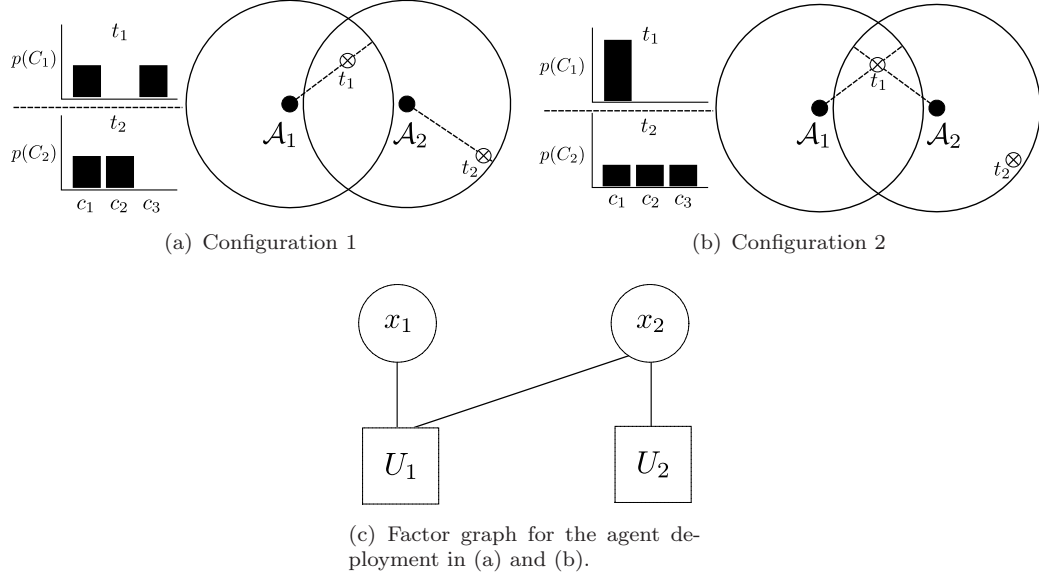 t₁
p(C₁)
t₂
p(C₂)
c₁ c₂ c₃
t₁
𝒜₁ 𝒜₂
t₂
(a) Configuration 1
t₁
p(C₁)
t₂
p(C₂)
c₁ c₂ c₃
t₁
𝒜₁ 𝒜₂
t₂
(b) Configuration 2
x₁ x₂
U₁ U₂
(c) Factor graph for the agent de-
ployment in (a) and (b).